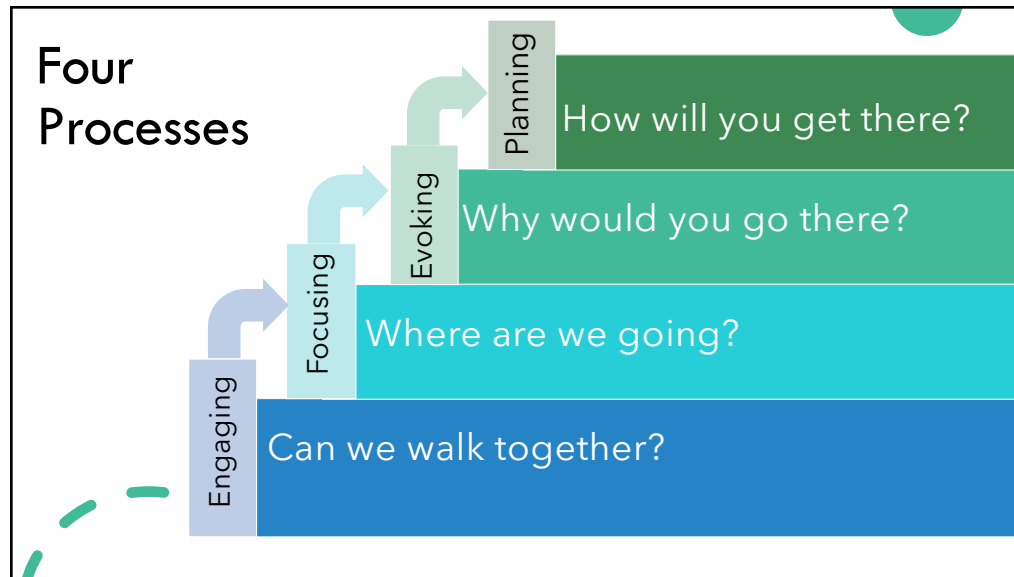 Four
Processes
Planning
How will you get there?
Evoking
Why would you go there?
Focusing
Where are we going?
Engaging
Can we walk together?